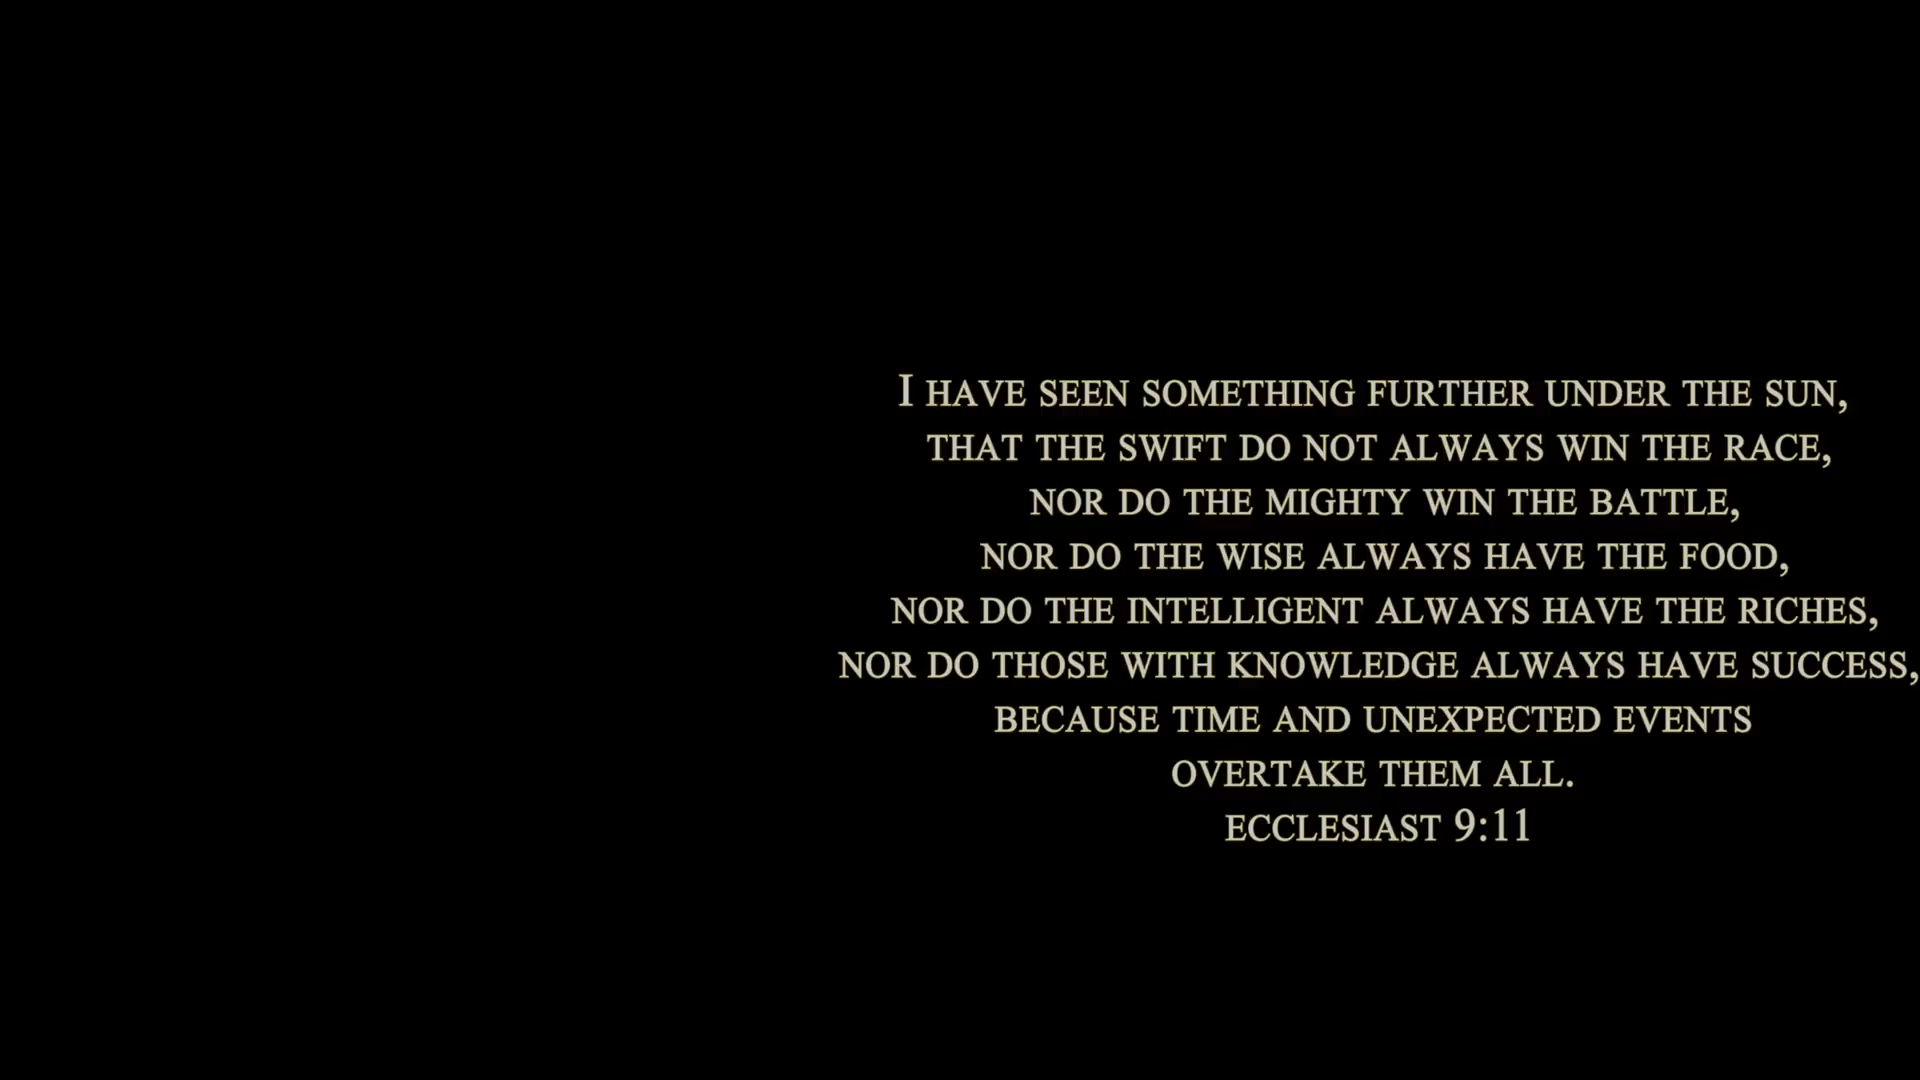 I HAVE SEEN SOMETHING FURTHER UNDER THE SUN,
THAT THE SWIFT DO NOT ALWAYS WIN THE RACE,
NOR DO THE MIGHTY WIN THE BATTLE,
NOR DO THE WISE ALWAYS HAVE THE FOOD,
NOR DO THE INTELLIGENT ALWAYS HAVE THE RICHES,
NOR DO THOSE WITH KNOWLEDGE ALWAYS HAVE SUCCESS,
BECAUSE TIME AND UNEXPECTED EVENTS
OVERTAKE THEM ALL.
ECCLESIAST 9:11